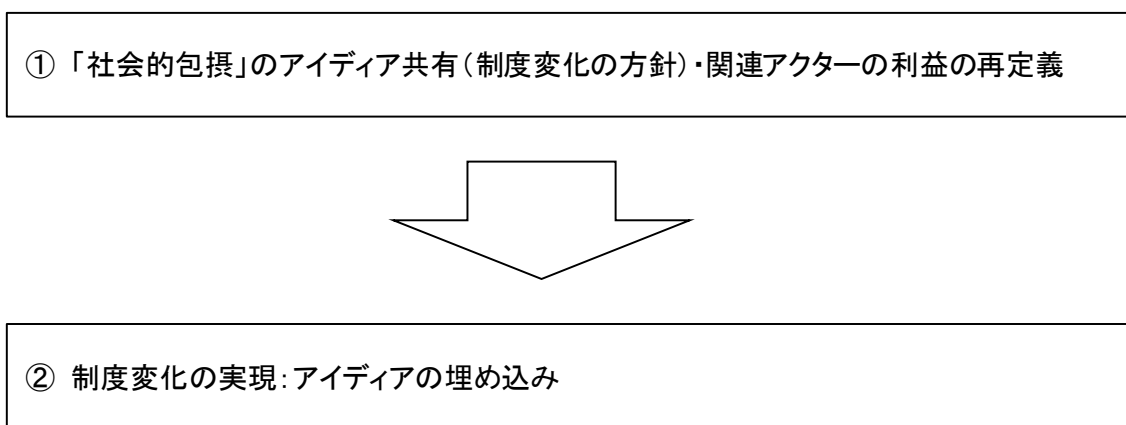 ① 「社会的包摂」のアイディア共有(制度変化の方針)・関連アクターの利益の再定義
② 制度変化の実現:アイディアの埋め込み